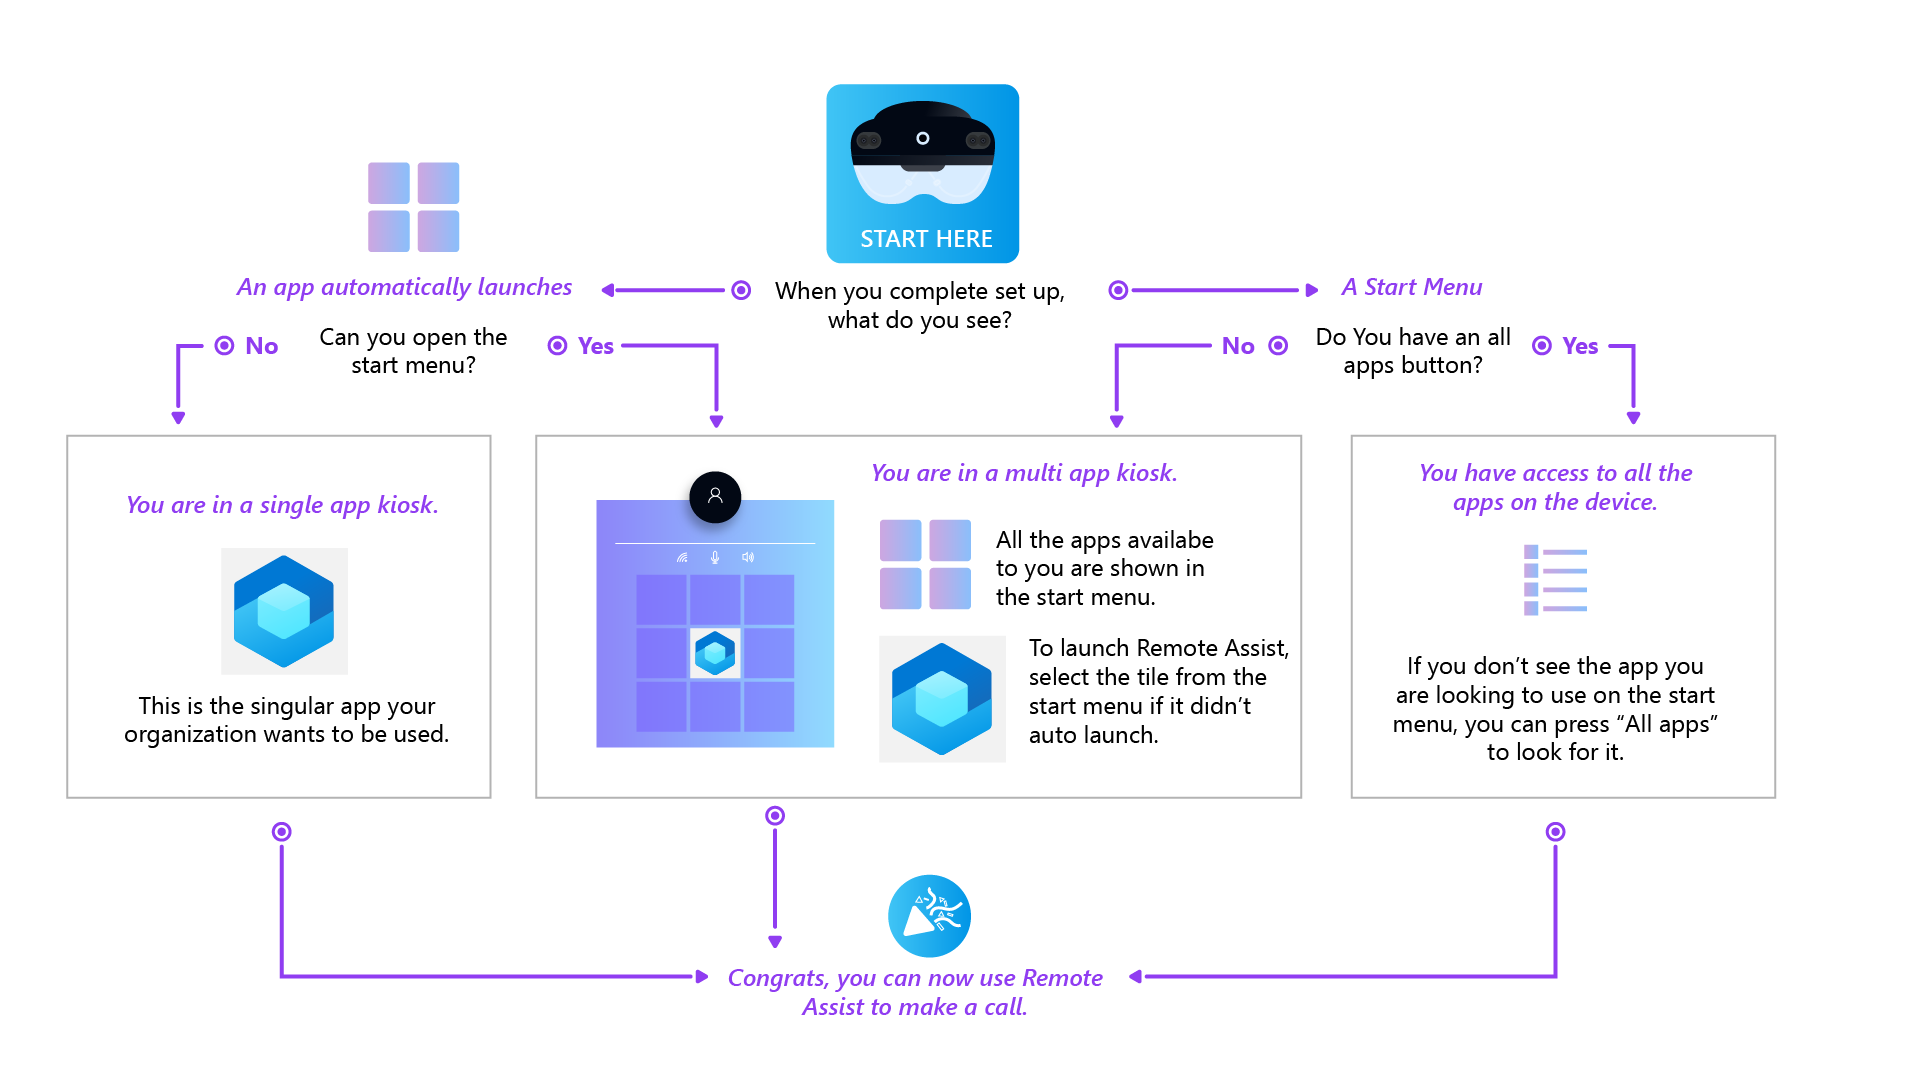 START HERE
An app automatically launches
When you complete set up,
what do you see?
A Start Menu
No
Can you open the
start menu?
Yes
No
Do You have an all
apps button?
Yes
You are in a single app kiosk.
This is the singular app your
organization wants to be used.
You are in a multi app kiosk.
All the apps availabe
to you are shown in
the start menu.
To launch Remote Assist,
select the tile from the
start menu if it didn’t
auto launch.
You have access to all the
apps on the device.
If you don’t see the app you
are looking to use on the start
menu, you can press “All apps”
to look for it.
Congrats, you can now use Remote
Assist to make a call.